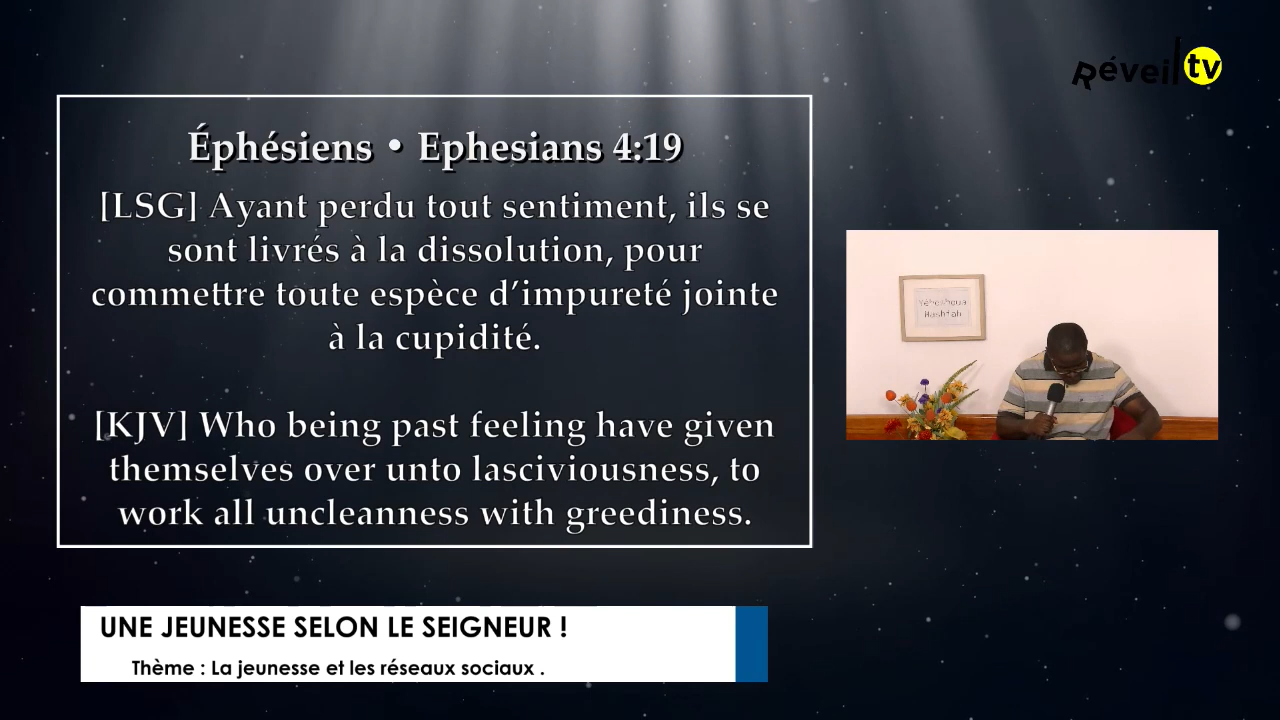 Réveil tv
Éphésiens • Ephesians 4:19
[LSG] Ayant perdu tout sentiment, ils se
sont livrés à la dissolution, pour
commettre toute espèce d’impureté jointe
à la cupidité.
[KJV] Who being past feeling have given
themselves over unto lasciviousness, to
work all uncleanness with greediness.
UNE JEUNESSE SELON LE SEIGNEUR !
Thème : La jeunesse et les réseaux sociaux .